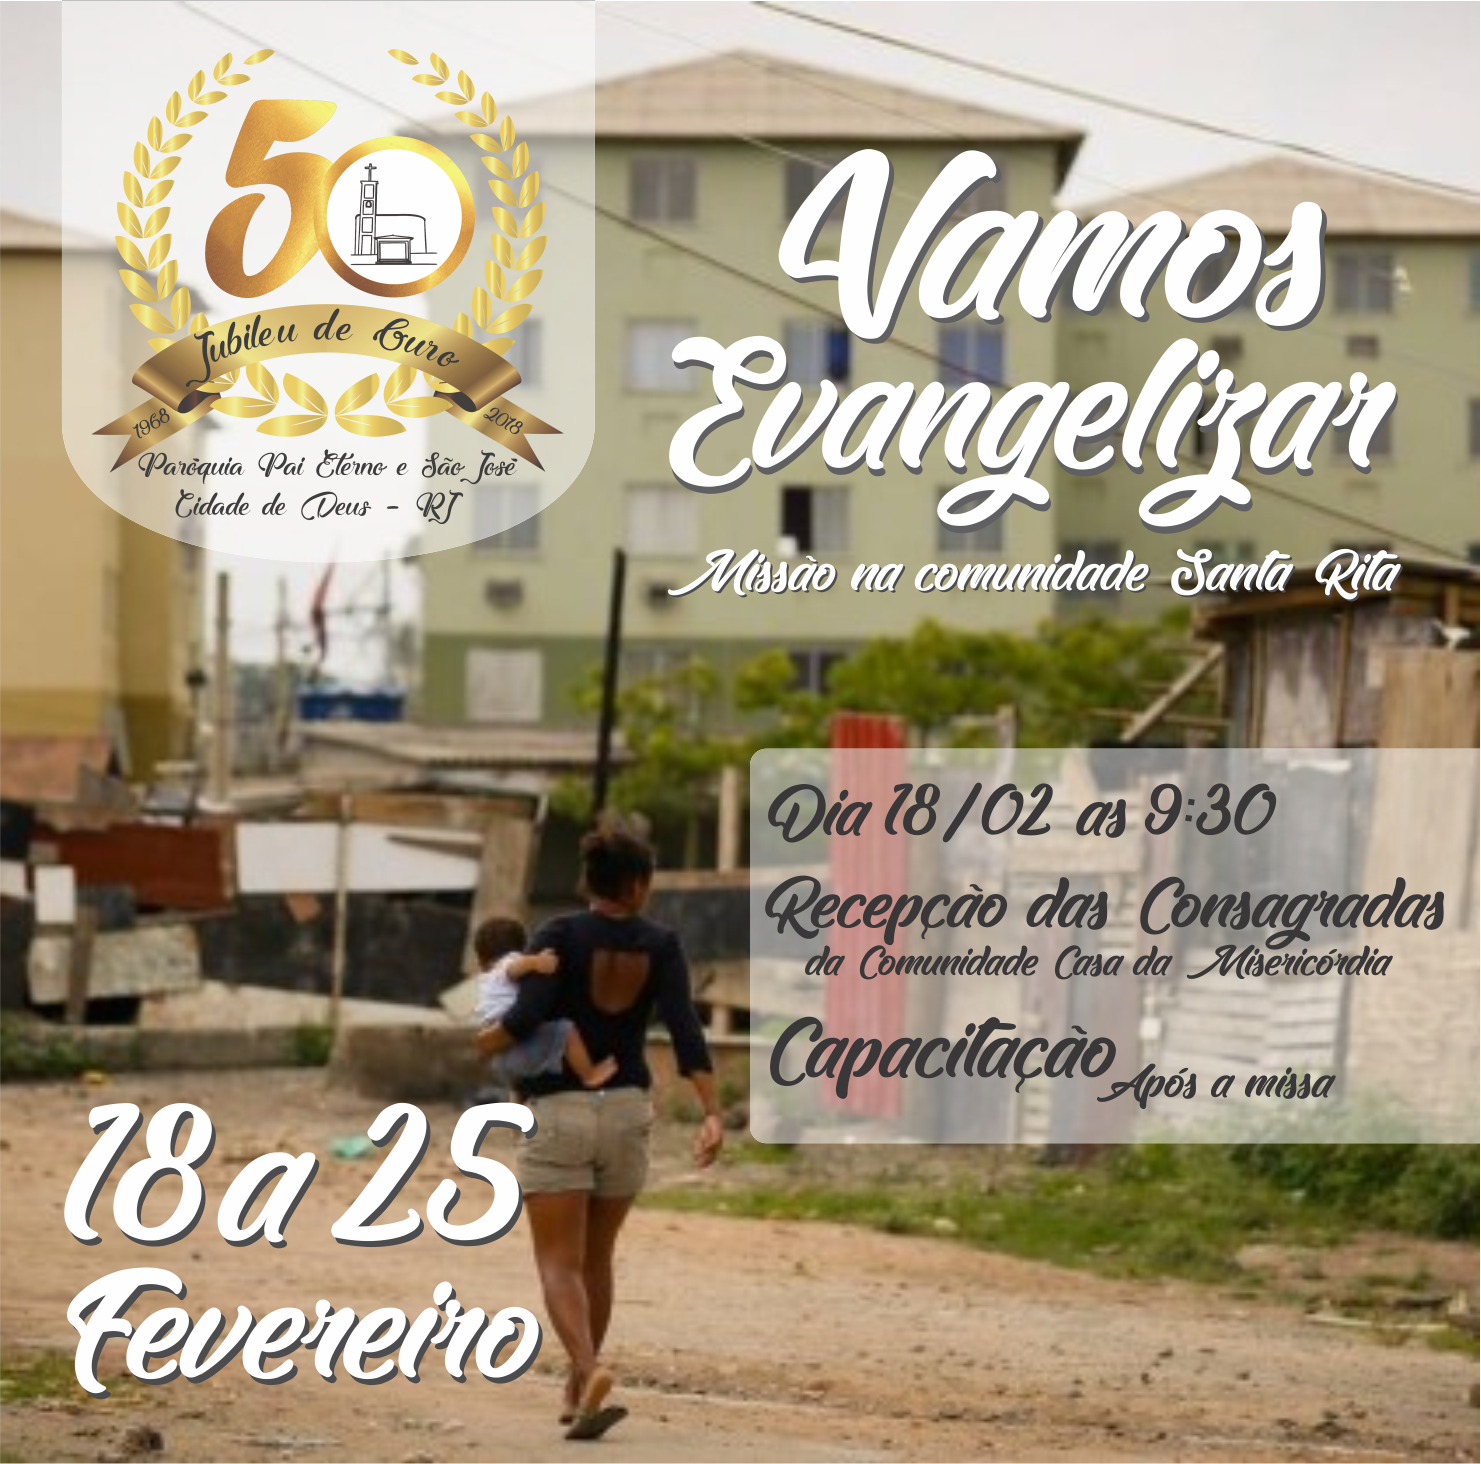 50
Jubileu de Ouro
1968
2018
Paróquia Pai Eterno e São José
Cidade de Deus - RJ
Vamos
Evangelizar
Missão na comunidade Santa Rita
Dia 18/02 as 9:30
Recepção das Consagradas
da Comunidade Casa da Misericórdia
Capacitação Após a missa
18 a 25
Fevereiro